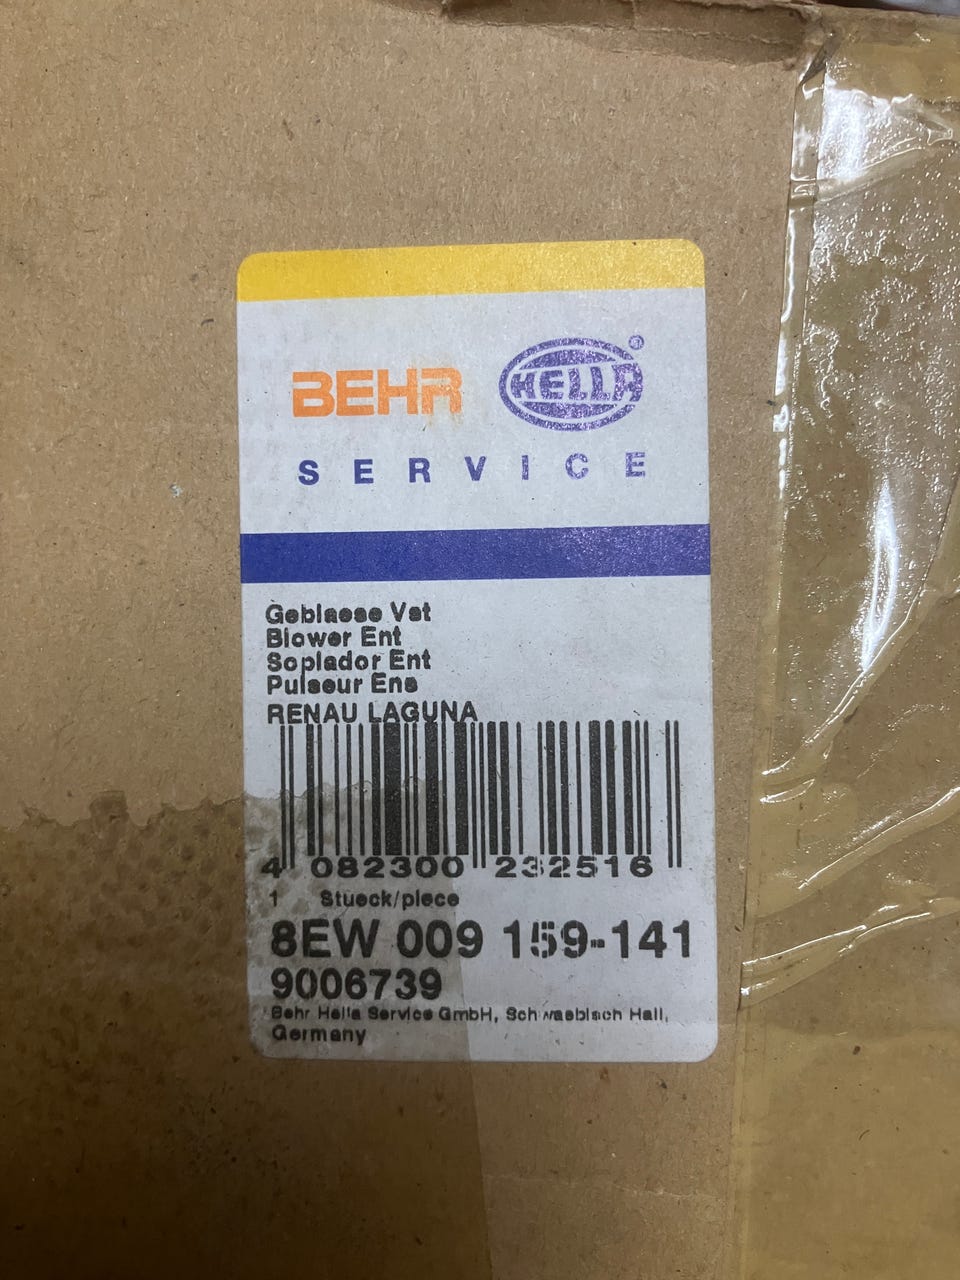 BEHR HELLA ®
SERVICE
Geblaese Vst
Blower Ent
Soplador Ent
Pulseur Ens
RENAU LAGUNA
4 082300 232516
1 Stueck/piece
8EW 009 159-141
9006739
Behr Hella Service GmbH, Schwaebisch Hall,
Germany